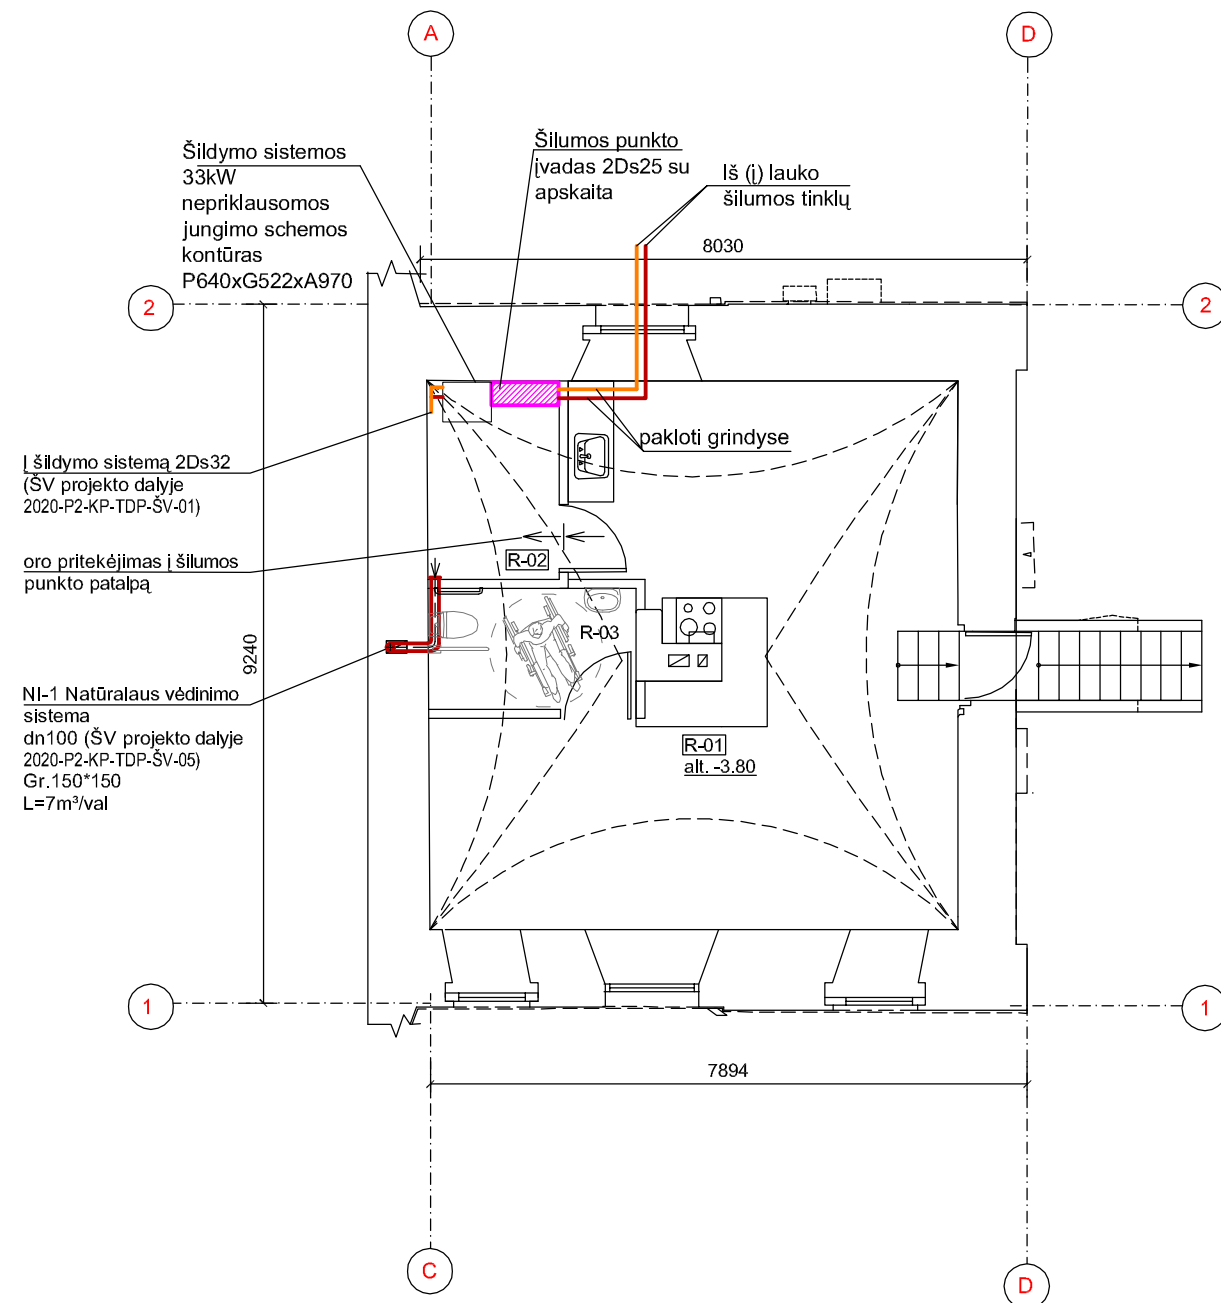 A
D
Šildymo sistemos
33kW
nepriklausomos
jungimo schemos
kontūras
P640xG522xA970
Šilumos punkto
įvadas 2Ds25 su
apskaita
Iš (į) lauko
šilumos tinklų
8030
2
2
pakloti grindyse
Į šildymo sistemą 2Ds32
(ŠV projekto dalyje
2020-P2-KP-TDP-ŠV-01)
oro pritekėjimas į šilumos
punkto patalpą
R-02
R-03
9240
NI-1 Natūralaus vėdinimo
sistema
dn100 (ŠV projekto dalyje
2020-P2-KP-TDP-ŠV-05)
Gr.150*150
L=7m³/val
R-01
alt. -3.80
1
1
7894
C
D